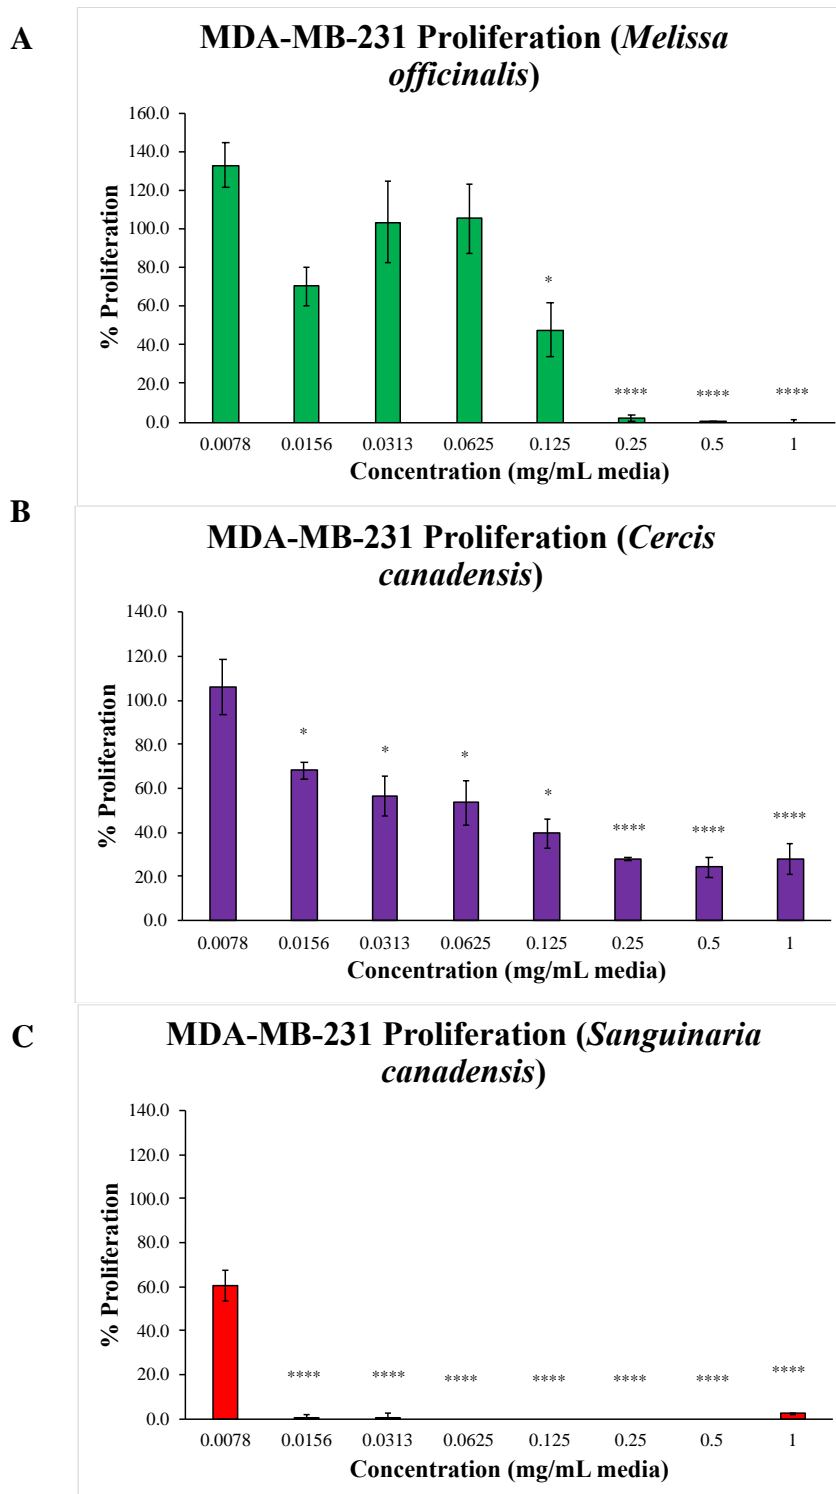 A
MDA-MB-231 Proliferation (Melissa
officinalis)
160.0
140.0
120.0
100.0
80.0
60.0
40.0
20.0
0.0
% Proliferation
*
**** **** ****
0.0078 0.0156 0.0313 0.0625 0.125 0.25 0.5 1
Concentration (mg/mL media)
B
MDA-MB-231 Proliferation (Cercis
canadensis)
140.0
120.0
100.0
80.0
60.0
40.0
20.0
0.0
% Proliferation
* * * * **** **** ****
0.0078 0.0156 0.0313 0.0625 0.125 0.25 0.5 1
Concentration (mg/mL media)
C
MDA-MB-231 Proliferation (Sanguinaria
canadensis)
140.0
120.0
100.0
80.0
60.0
40.0
20.0
0.0
% Proliferation
**** **** **** **** **** **** ****
0.0078 0.0156 0.0313 0.0625 0.125 0.25 0.5 1
Concentration (mg/mL media)